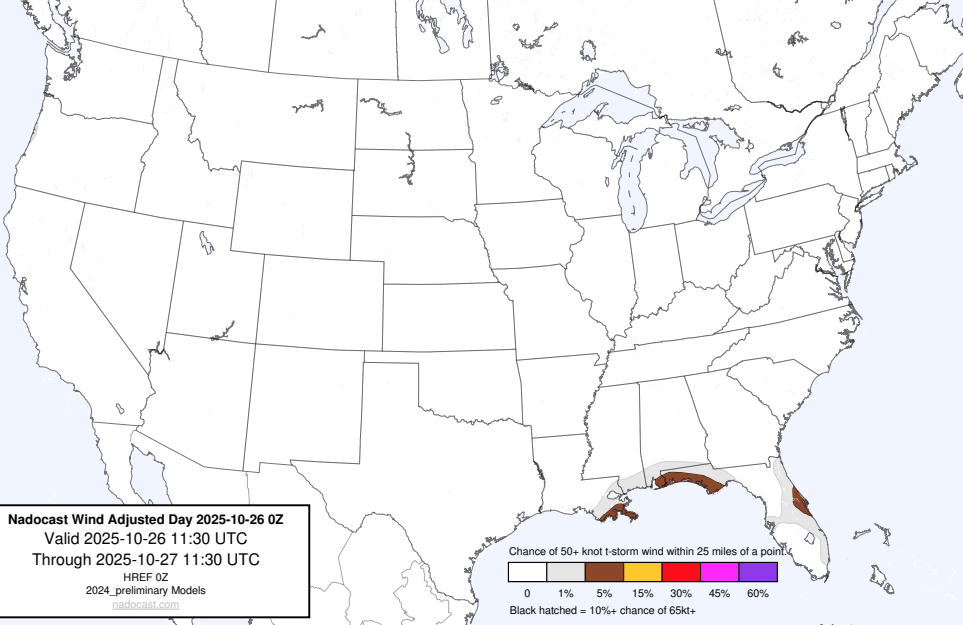 Nadocast Wind Adjusted Day 2025-10-26 0Z
Valid 2025-10-26 11:30 UTC
Through 2025-10-27 11:30 UTC
HREF 0Z
2024_preliminary Models
nadocast.com
Chance of 50+ knot t-storm wind within 25 miles of a point.
0 1% 5% 15% 30% 45% 60%
Black hatched = 10%+ chance of 65kt+